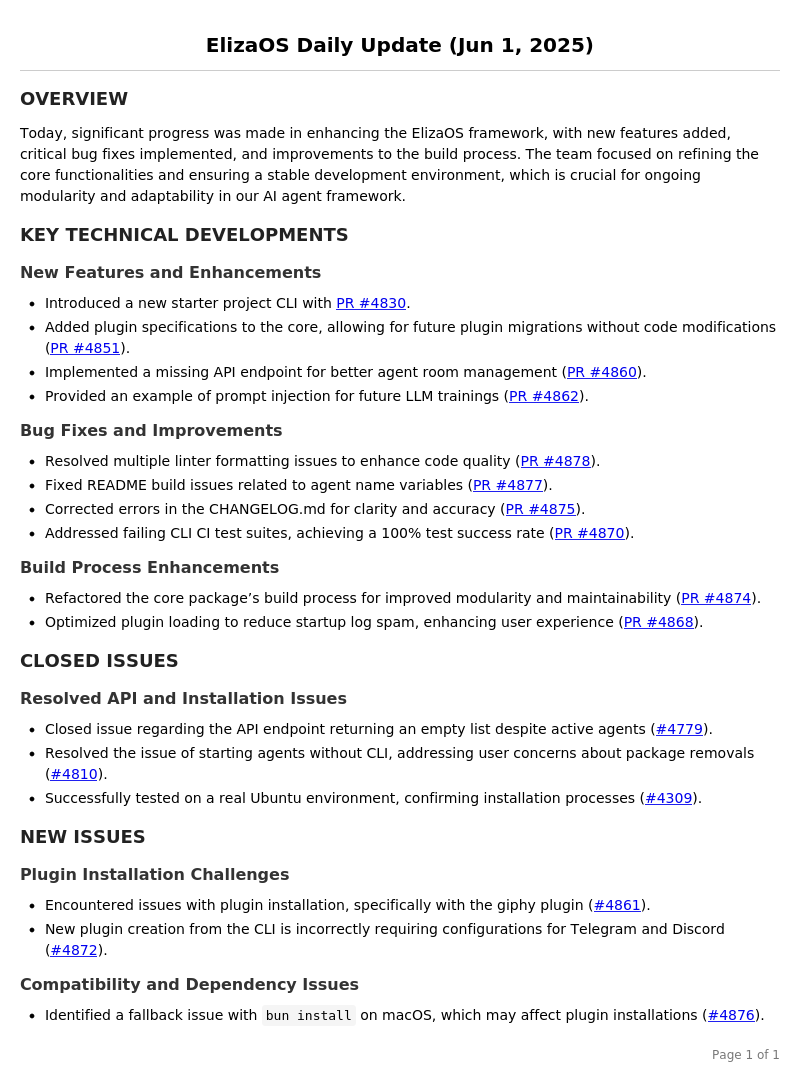 ElizaOS Daily Update (Jun 1, 2025)
OVERVIEW
Today, significant progress was made in enhancing the ElizaOS framework, with new features added,
critical bug fixes implemented, and improvements to the build process. The team focused on refining the
core functionalities and ensuring a stable development environment, which is crucial for ongoing
modularity and adaptability in our AI agent framework.
KEY TECHNICAL DEVELOPMENTS
New Features and Enhancements
• Introduced a new starter project CLI with PR #4830.
• Added plugin specifications to the core, allowing for future plugin migrations without code modifications
(PR #4851).
• Implemented a missing API endpoint for better agent room management (PR #4860).
• Provided an example of prompt injection for future LLM trainings (PR #4862).
Bug Fixes and Improvements
• Resolved multiple linter formatting issues to enhance code quality (PR #4878).
• Fixed README build issues related to agent name variables (PR #4877).
• Corrected errors in the CHANGELOG.md for clarity and accuracy (PR #4875).
• Addressed failing CLI CI test suites, achieving a 100% test success rate (PR #4870).
Build Process Enhancements
• Refactored the core package’s build process for improved modularity and maintainability (PR #4874).
• Optimized plugin loading to reduce startup log spam, enhancing user experience (PR #4868).
CLOSED ISSUES
Resolved API and Installation Issues
• Closed issue regarding the API endpoint returning an empty list despite active agents (#4779).
• Resolved the issue of starting agents without CLI, addressing user concerns about package removals
(#4810).
• Successfully tested on a real Ubuntu environment, confirming installation processes (#4309).
NEW ISSUES
Plugin Installation Challenges
• Encountered issues with plugin installation, specifically with the giphy plugin (#4861).
• New plugin creation from the CLI is incorrectly requiring configurations for Telegram and Discord
(#4872).
Compatibility and Dependency Issues
• Identified a fallback issue with bun install on macOS, which may affect plugin installations (#4876).
Page 1 of 1